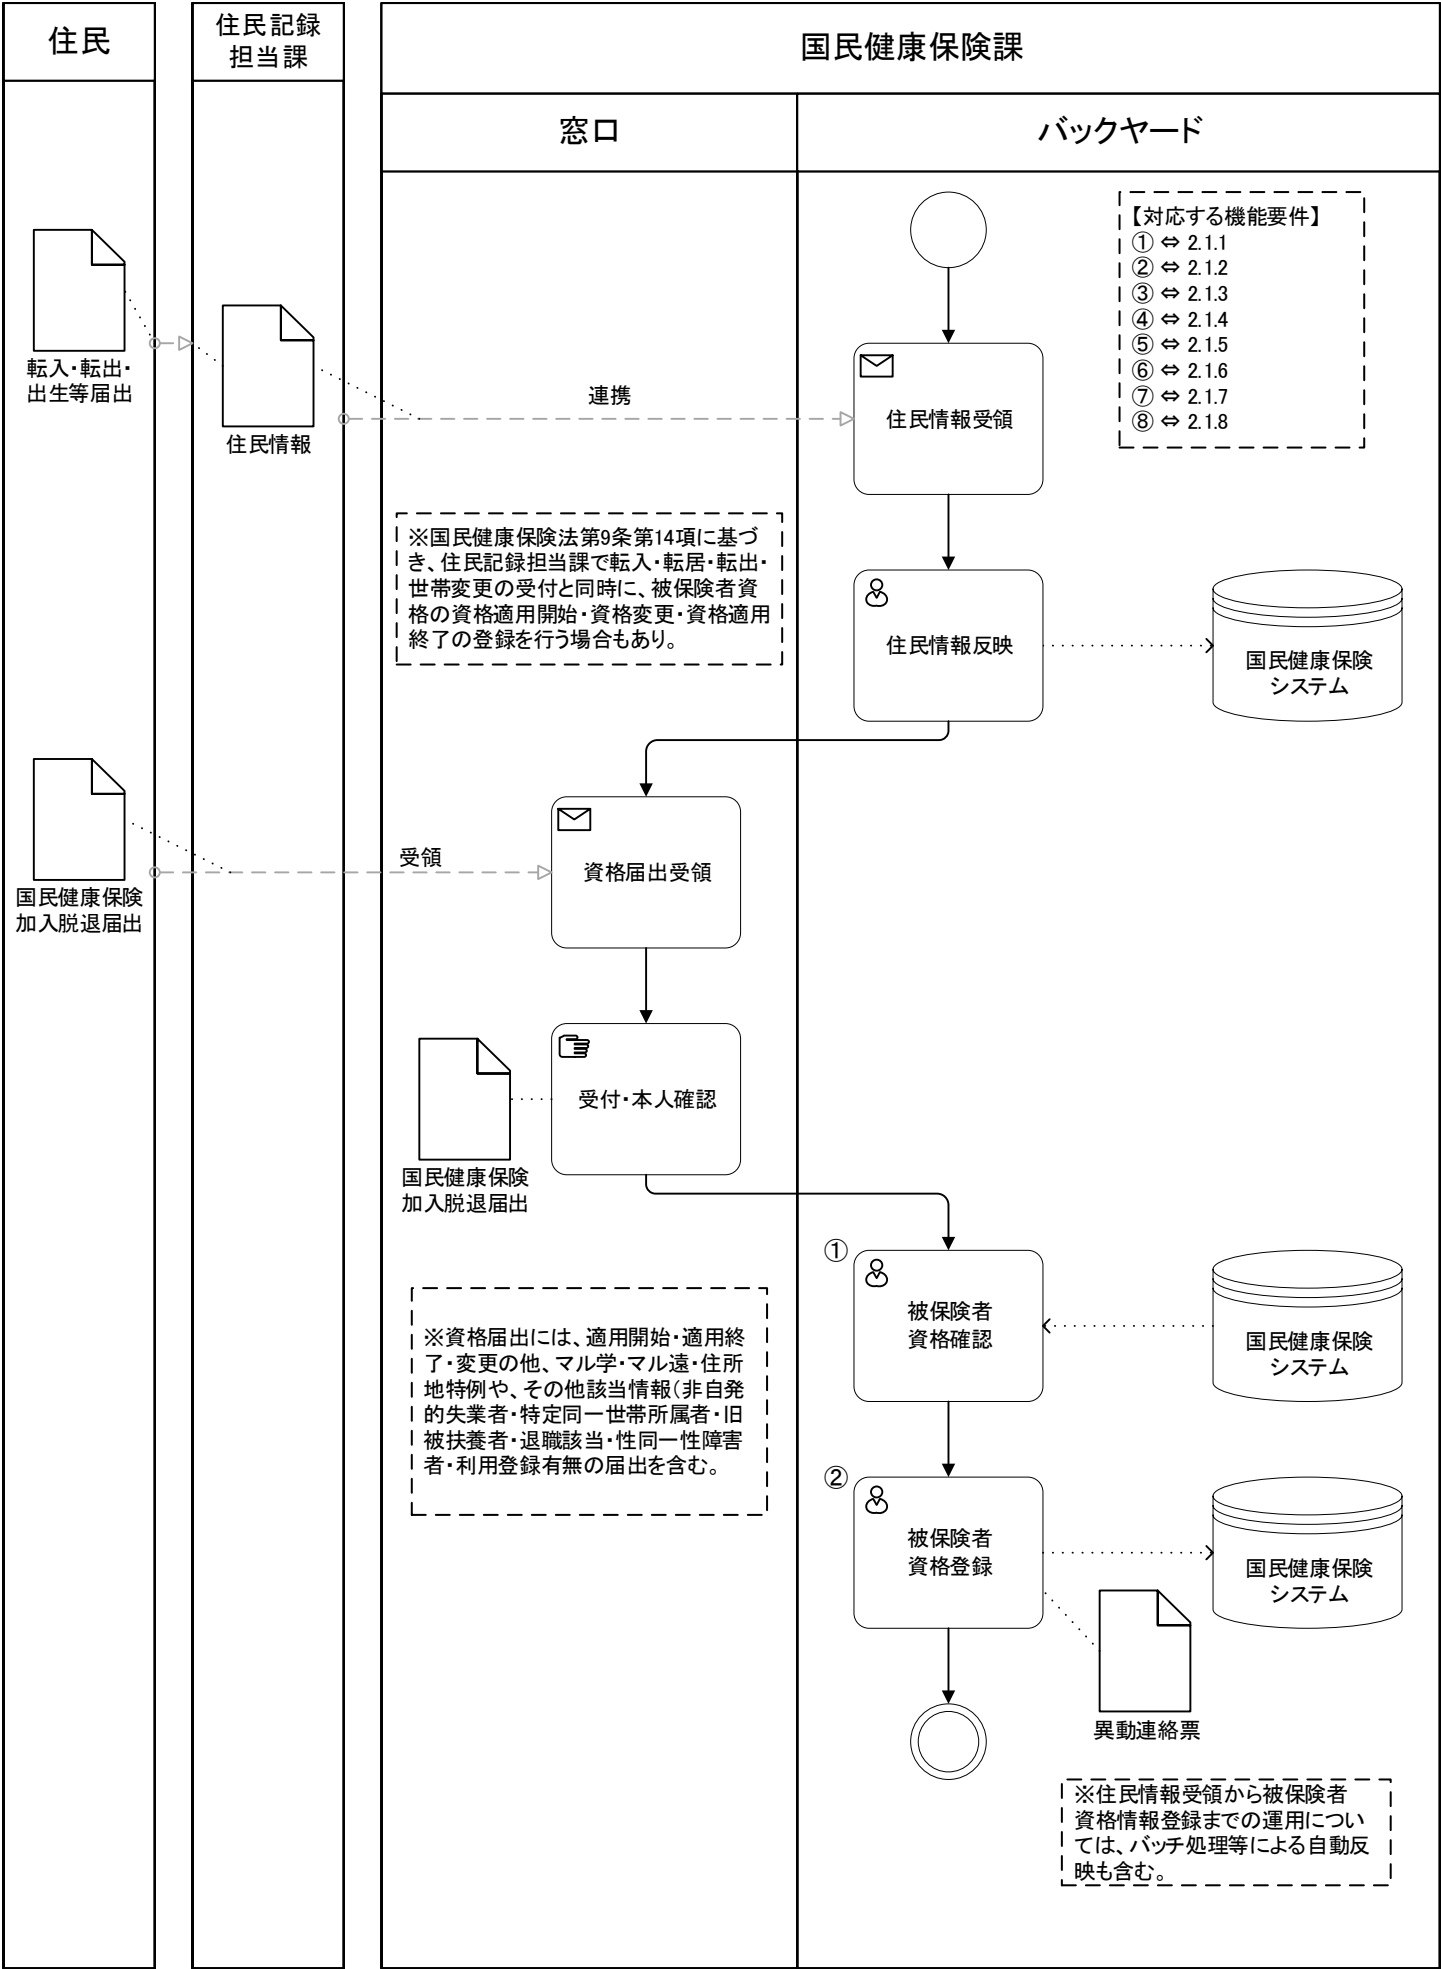 住民
住民記録
担当課
国民健康保険課
窓口
バックヤード
【対応する機能要件】
① ⇔ 2.1.1
② ⇔ 2.1.2
③ ⇔ 2.1.3
④ ⇔ 2.1.4
⑤ ⇔ 2.1.5
⑥ ⇔ 2.1.6
⑦ ⇔ 2.1.7
⑧ ⇔ 2.1.8
転入・転出・
出生等届出
住民情報
連携
住民情報受領
※国民健康保険法第9条第14項に基づ
き、住民記録担当課で転入・転居・転出・
世帯変更の受付と同時に、被保険者資
格の資格適用開始・資格変更・資格適用
終了の登録を行う場合もあり。
住民情報反映
国民健康保険
システム
国民健康保険
加入脱退届出
受領
資格届出受領
受付・本人確認
国民健康保険
加入脱退届出
①
被保険者
資格確認
国民健康保険
システム
※資格届出には、適用開始・適用終
了・変更の他、マル学・マル遠・住所
地特例や、その他該当情報（非自発
的失業者・特定同一世帯所属者・旧
被扶養者・退職該当・性同一性障害
者・利用登録有無の届出を含む。
②
被保険者
資格登録
国民健康保険
システム
異動連絡票
※住民情報受領から被保険者
資格情報登録までの運用につい
ては、バッチ処理等による自動反
映も含む。